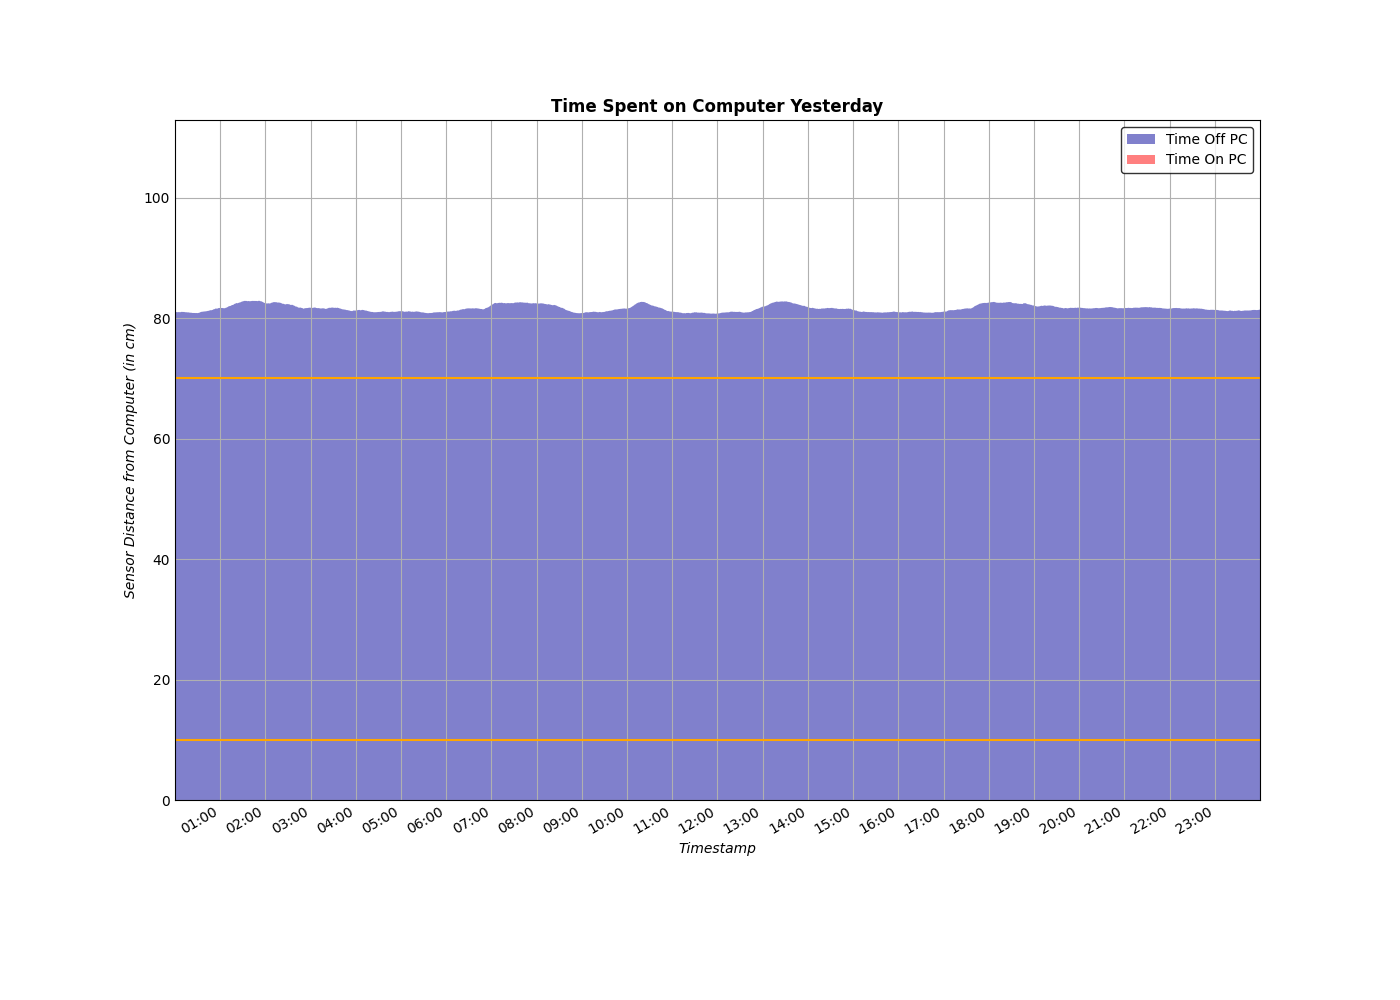 Time Spent on Computer Yesterday
Time Off PC
Time On PC
100
80
60
40
20
0
Sensor Distance from Computer (in cm)
01:00 02:00 03:00 04:00 05:00 06:00 07:00 08:00 09:00 10:00 11:00 12:00 13:00 14:00 15:00 16:00 17:00 18:00 19:00 20:00 21:00 22:00 23:00
Timestamp